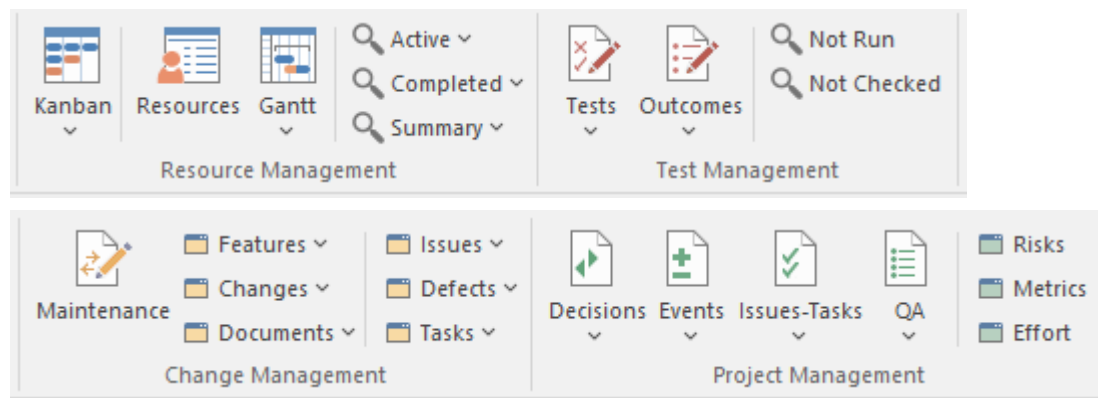 Kanban
Resources
Gantt
Active
Completed
Summary
Resource Management
Tests
Outcomes
Not Run
Not Checked
Test Management
Maintenance
Features
Changes
Documents
Issues
Defects
Tasks
Change Management
Decisions
Events
Issues-Tasks
QA
Risks
Metrics
Effort
Project Management